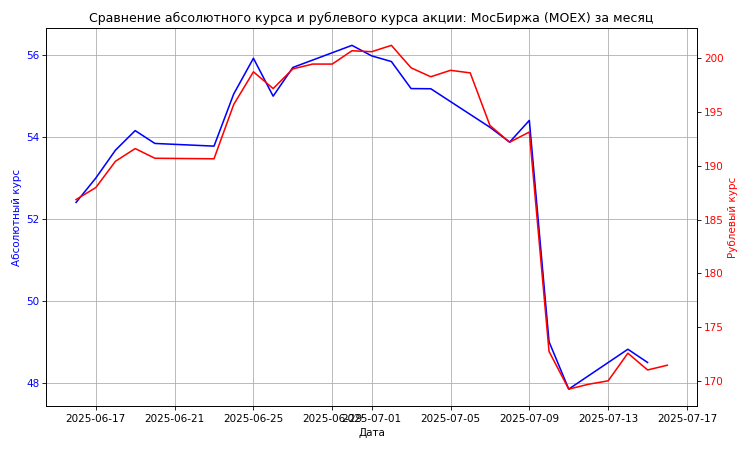 Сравнение абсолютного курса и рублевого курса акции: МосБиржа (MOEX) за месяц
Абсолютный курс
56
54
52
50
48
200
195
190
185
180
175
170
Рублевый курс
2025-06-17 2025-06-21 2025-06-25 2025-06-29 2025-07-01 2025-07-05 2025-07-09 2025-07-13 2025-07-17
Дата